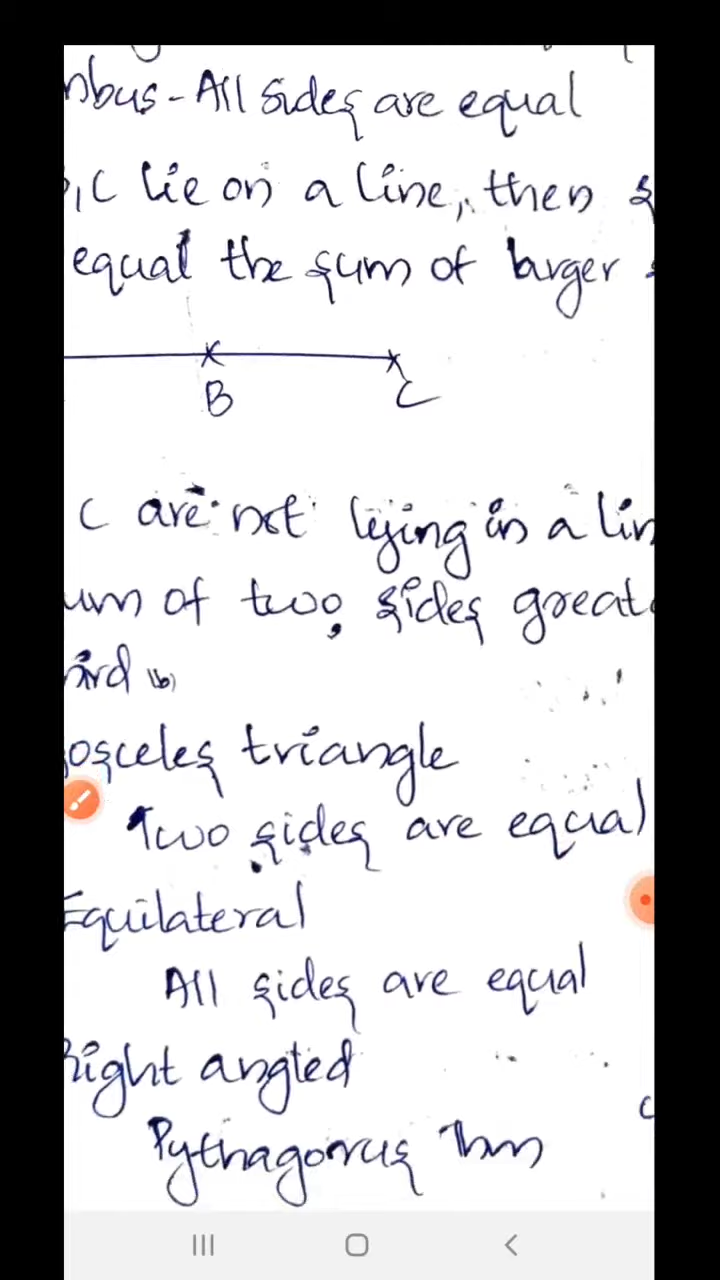 nbus - All sides are equal
, C lie on a line, then s
equal the sum of larger
B
C
C are not lying in a lin
um of two sides great
ird
osceles triangle
Two sides are equal
Equilateral
All sides are equal
Right angled
Pythagorus Thm